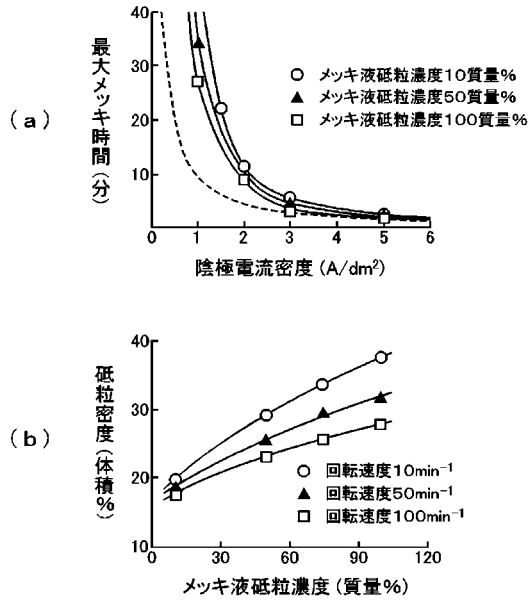 (a)
最大メッキ時間(分)
40
30
20
10
0 1 2 3 4 5 6
メッキ液砥粒濃度10質量%
メッキ液砥粒濃度50質量%
メッキ液砥粒濃度100質量%
陰極電流密度(A/dm²)
(b)
砥粒密度(体積%)
40
30
20
10
0 30 60 90 120
回転速度10min⁻¹
回転速度50min⁻¹
回転速度100min⁻¹
メッキ液砥粒濃度(質量%)